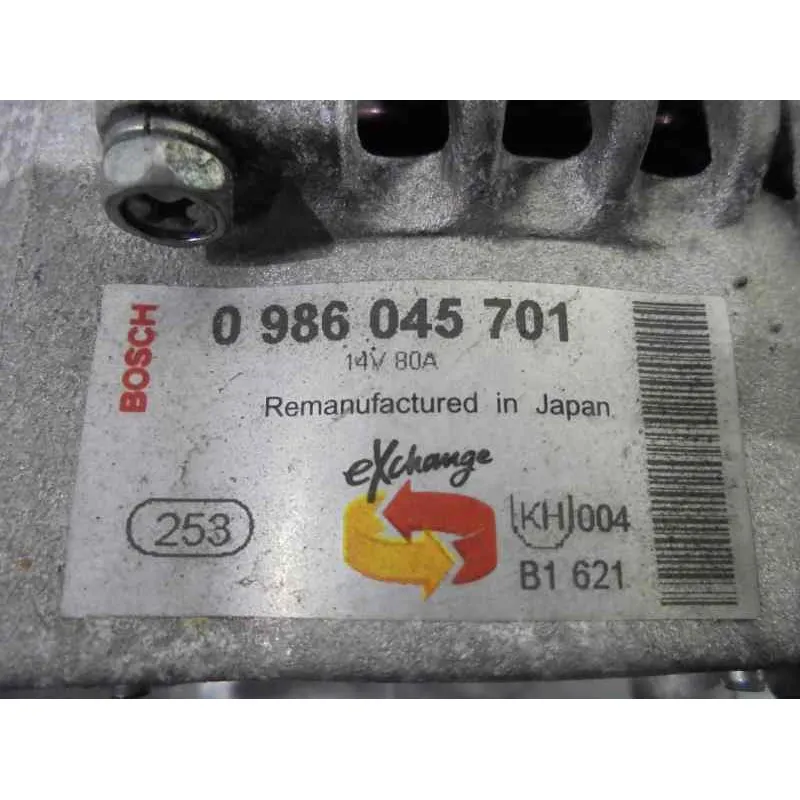 BOSCH
0 986 045 701
14V 80A
Remanufactured in Japan
eXchange
253
KH 004
B1 621